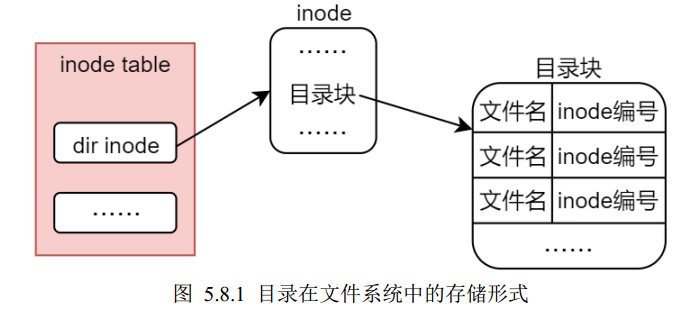 inode
inode table
……
目录块
……
dir inode
……
目录块
文件名 inode编号
文件名 inode编号
文件名 inode编号
……
图 5.8.1 目录在文件系统中的存储形式